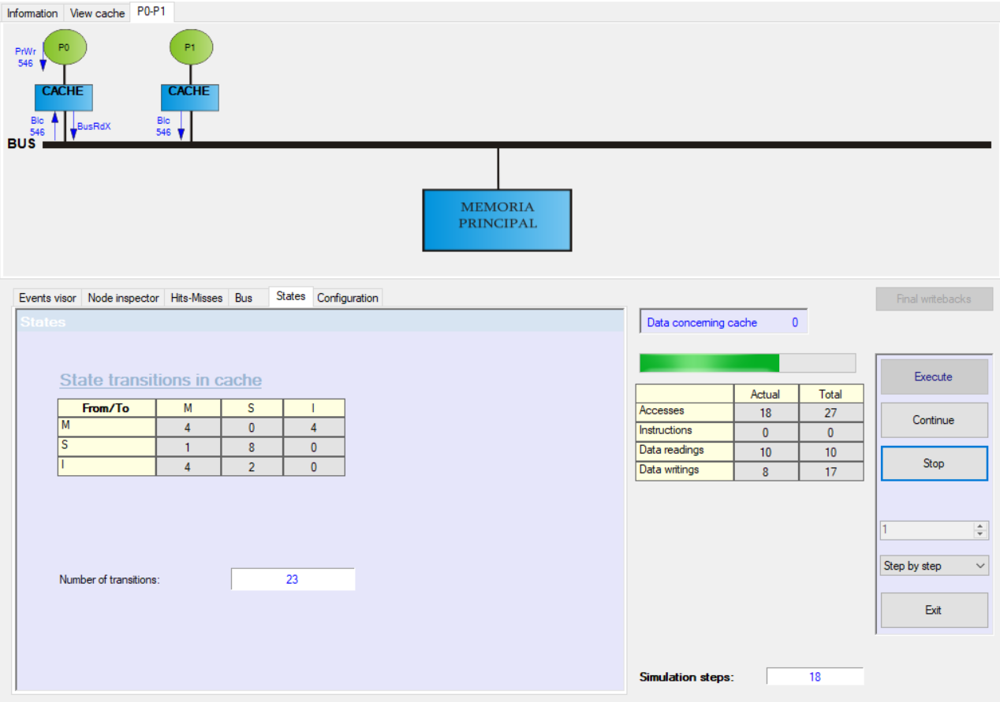 Information View cache P0-P1
PrWr
546
P0
P1
CACHE
CACHE
Blc
546
BusRdX
Blc
546
BUS
MEMORIA
PRINCIPAL
Events visor Node inspector Hits-Misses Bus States Configuration
States
State transitions in cache
From/To M S I
M 4 0 4
S 1 8 0
I 4 2 0
Number of transitions: 23
Data concerning cache 0
Actual Total
Accesses 18 27
Instructions 0 0
Data readings 10 10
Data writings 8 17
Simulation steps: 18
Final writebacks
Execute
Continue
Stop
1
Step by step
Exit